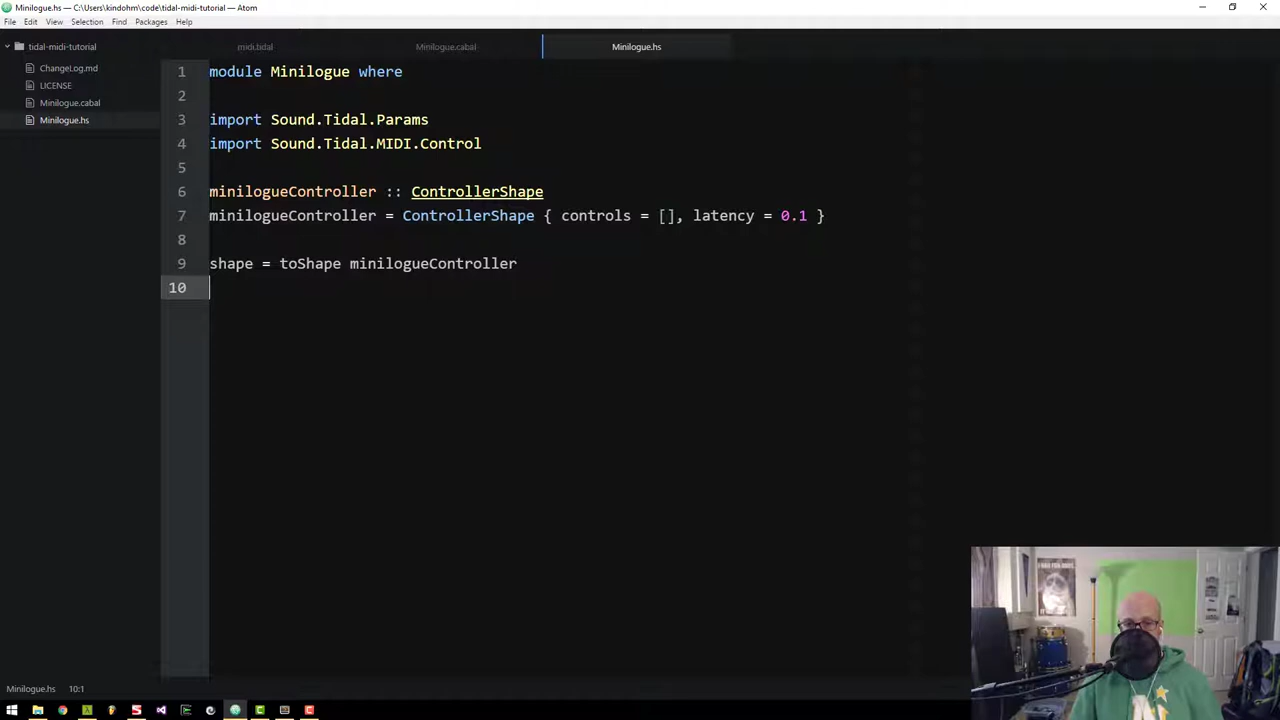 Minilogue.hs — C:\Users\kindohm\code\tidal-midi-tutorial — Atom
File Edit View Selection Find Packages Help
tidal-midi-tutorial
ChangeLog.md
LICENSE
Minilogue.cabal
Minilogue.hs
midi.tidal Minilogue.cabal Minilogue.hs
1 module Minilogue where
2
3 import Sound.Tidal.Params
4 import Sound.Tidal.MIDI.Control
5
6 minilogueController :: ControllerShape
7 minilogueController = ControllerShape { controls = [], latency = 0.1 }
8
9 shape = toShape minilogueController
10
Minilogue.hs 10:1